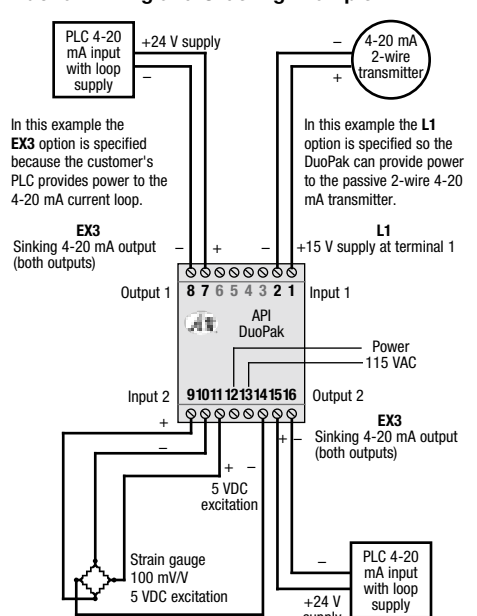 PLC 4-20
mA input
with loop
supply
+24 V supply
–
–
+
4-20 mA
2-wire
transmitter
In this example the
EX3 option is specified
because the customer's
PLC provides power to the
4-20 mA current loop.
In this example the L1
option is specified so the
DuoPak can provide power
to the passive 2-wire 4-20
mA transmitter.
EX3
Sinking 4-20 mA output
(both outputs)
– +
L1
– +15 V supply at terminal 1
Output 1 8 7 6 5 4 3 2 1 Input 1
API
DuoPak
Power
115 VAC
Input 2 9 10 11 12 13 14 15 16 Output 2
+
–
+ –
5 VDC
excitation
+ –
EX3
Sinking 4-20 mA output
(both outputs)
Strain gauge
100 mV/V
5 VDC excitation
–
+24 V
PLC 4-20
mA input
with loop
supply